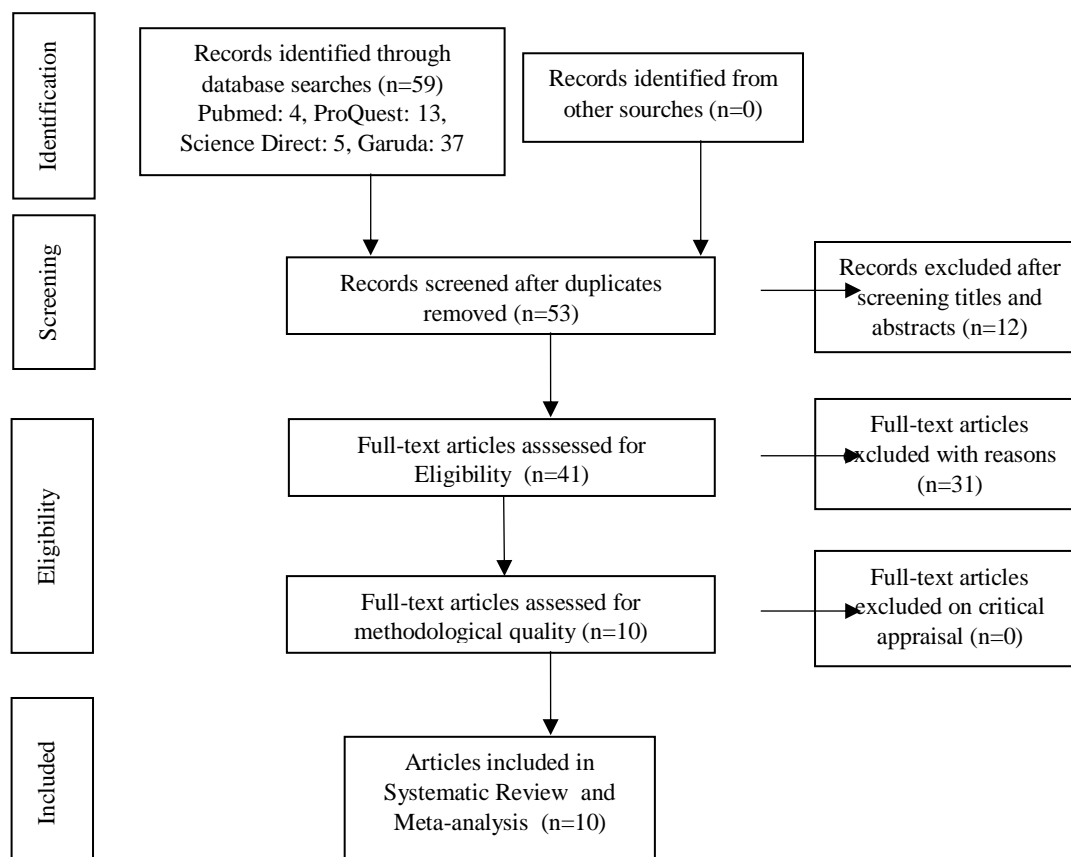 Identification
Records identified through
database searches (n=59)
Pubmed: 4, ProQuest: 13,
Science Direct: 5, Garuda: 37
Records identified from
other sourches (n=0)
Screening
Records screened after duplicates
removed (n=53)
Records excluded after
screening titles and
abstracts (n=12)
Eligibility
Full-text articles asssessed for
Eligibility (n=41)
Full-text articles
excluded with reasons
(n=31)
Full-text articles assessed for
methodological quality (n=10)
Full-text articles
excluded on critical
appraisal (n=0)
Included
Articles included in
Systematic Review and
Meta-analysis (n=10)